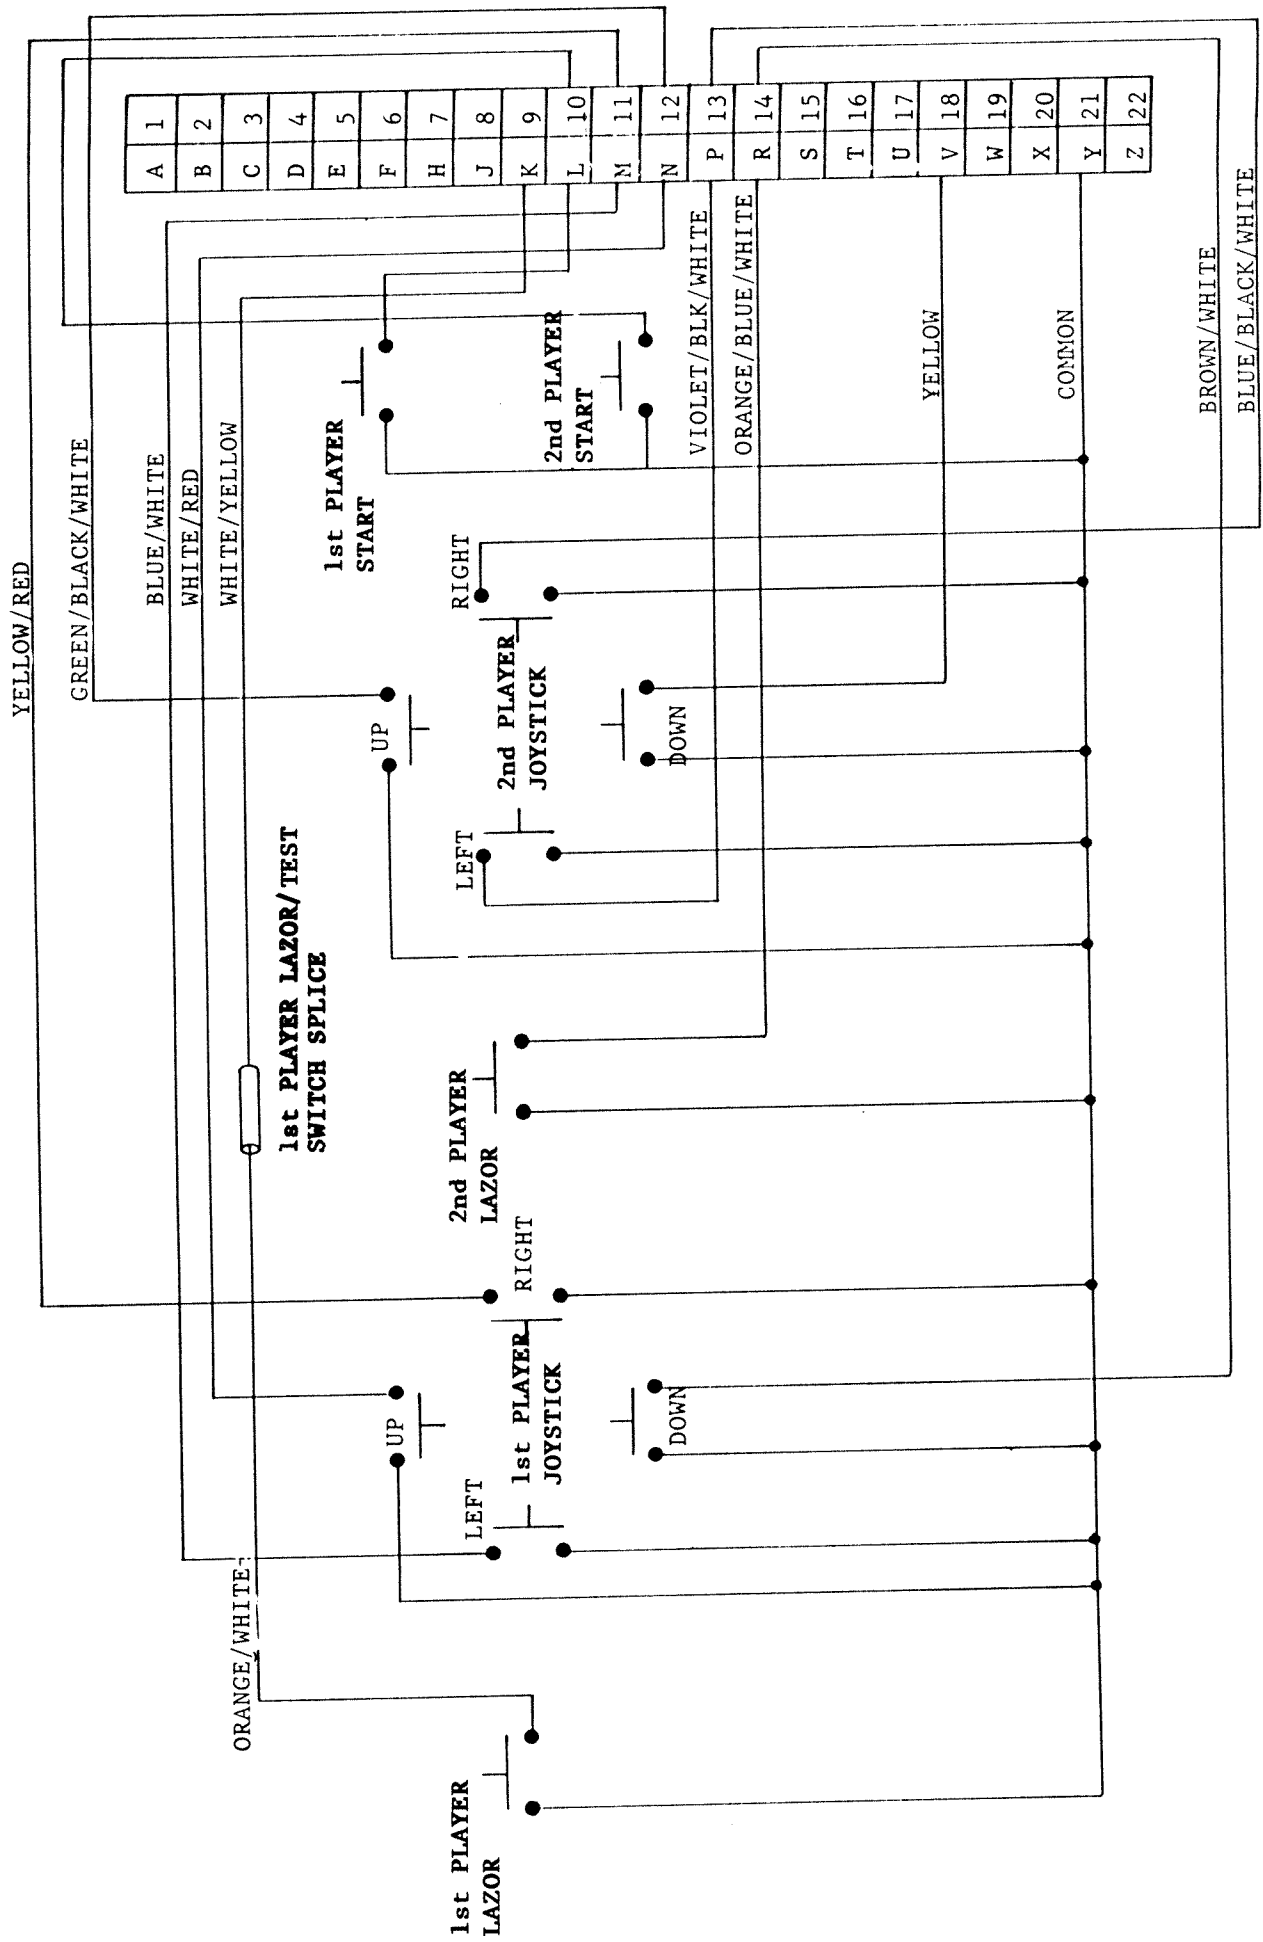 A 1
B 2
C 3
D 4
E 5
F 6
H 7
J 8
K 9
L 10
M 11
N 12
P 13
R 14
S 15
T 16
U 17
V 18
W 19
X 20
Y 21
Z 22
YELLOW/RED
GREEN/BLACK/WHITE
BLUE/WHITE
WHITE/RED
WHITE/YELLOW
1st PLAYER
START
2nd PLAYER
START
VIOLET/BLK/WHITE
ORANGE/BLUE/WHITE
YELLOW
COMMON
BROWN/WHITE
BLUE/BLACK/WHITE
RIGHT
UP
2nd PLAYER
JOYSTICK
DOWN
LEFT
1st PLAYER LAZOR/TEST
SWITCH SPLICE
2nd PLAYER
LAZOR
RIGHT
UP
1st PLAYER
JOYSTICK
DOWN
LEFT
ORANGE/WHITE
1st PLAYER
LAZOR